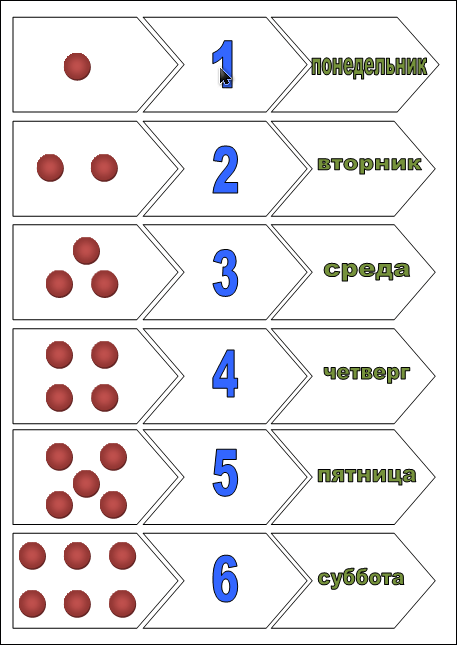 1 понедельник
2 вторник
3 среда
4 четверг
5 пятница
6 суббота